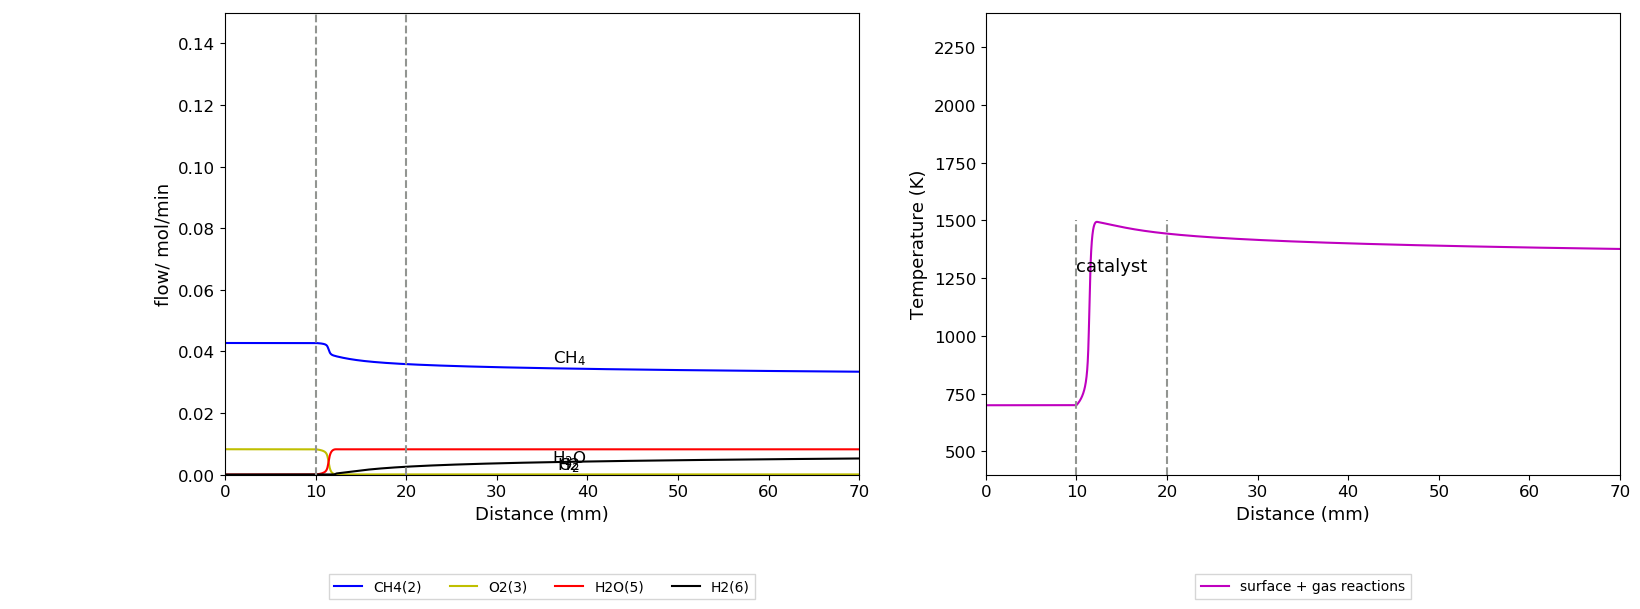 0.14
0.12
0.10
0.08
0.06
0.04
0.02
0.00
flow/ mol/min
CH₄
H₂O
0 10 20 30 40 50 60 70
Distance (mm)
CH4(2) O2(3) H2O(5) H2(6)
2250
2000
1750
1500
1250
1000
750
500
Temperature (K)
catalyst
0 10 20 30 40 50 60 70
Distance (mm)
surface + gas reactions